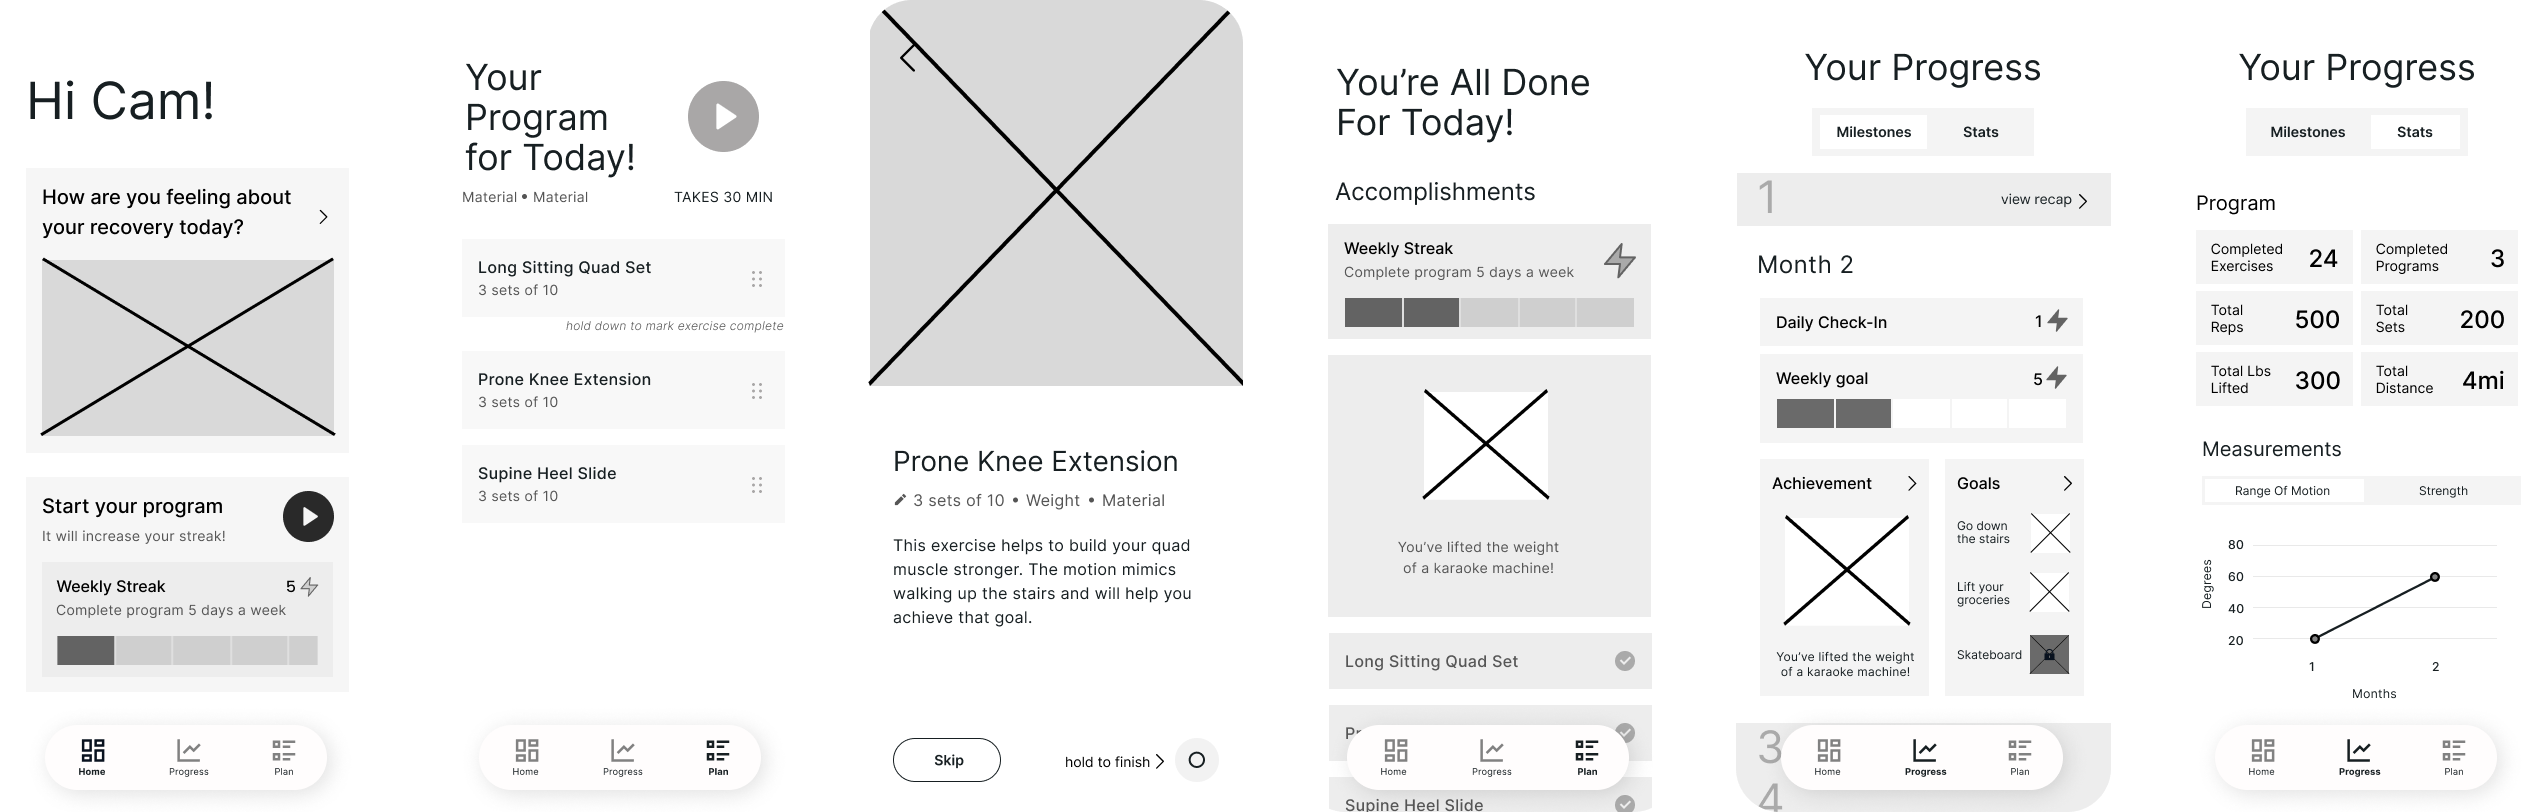 Hi Cam!
How are you feeling about
your recovery today?
Start your program
It will increase your streak!
Weekly Streak 5
Complete program 5 days a week
Home Progress Plan
Your
Program
for Today!
Material • Material TAKES 30 MIN
Long Sitting Quad Set
3 sets of 10
hold down to mark exercise complete
Prone Knee Extension
3 sets of 10
Supine Heel Slide
3 sets of 10
Home Progress Plan
Prone Knee Extension
3 sets of 10 • Weight • Material
This exercise helps to build your quad
muscle stronger. The motion mimics
walking up the stairs and will help you
achieve that goal.
Skip hold to finish
You’re All Done
For Today!
Accomplishments
Weekly Streak
Complete program 5 days a week
You’ve lifted the weight
of a karaoke machine!
Long Sitting Quad Set
Pr
Home Progress Plan
Supine Heel Slide
Your Progress
Milestones Stats
1 view recap
Month 2
Daily Check-In 1
Weekly goal 5
Achievement
You’ve lifted the weight
of a karaoke machine!
Goals
Go down
the stairs
Lift your
groceries
Skateboard
3
Home Progress Plan
4
Your Progress
Milestones Stats
Program
Completed
Exercises 24
Completed
Programs 3
Total
Reps 500
Total
Sets 200
Total Lbs
Lifted 300
Total
Distance 4mi
Measurements
Range Of Motion Strength
Degrees
80
60
40
20
1 2
Months
Home Progress Plan